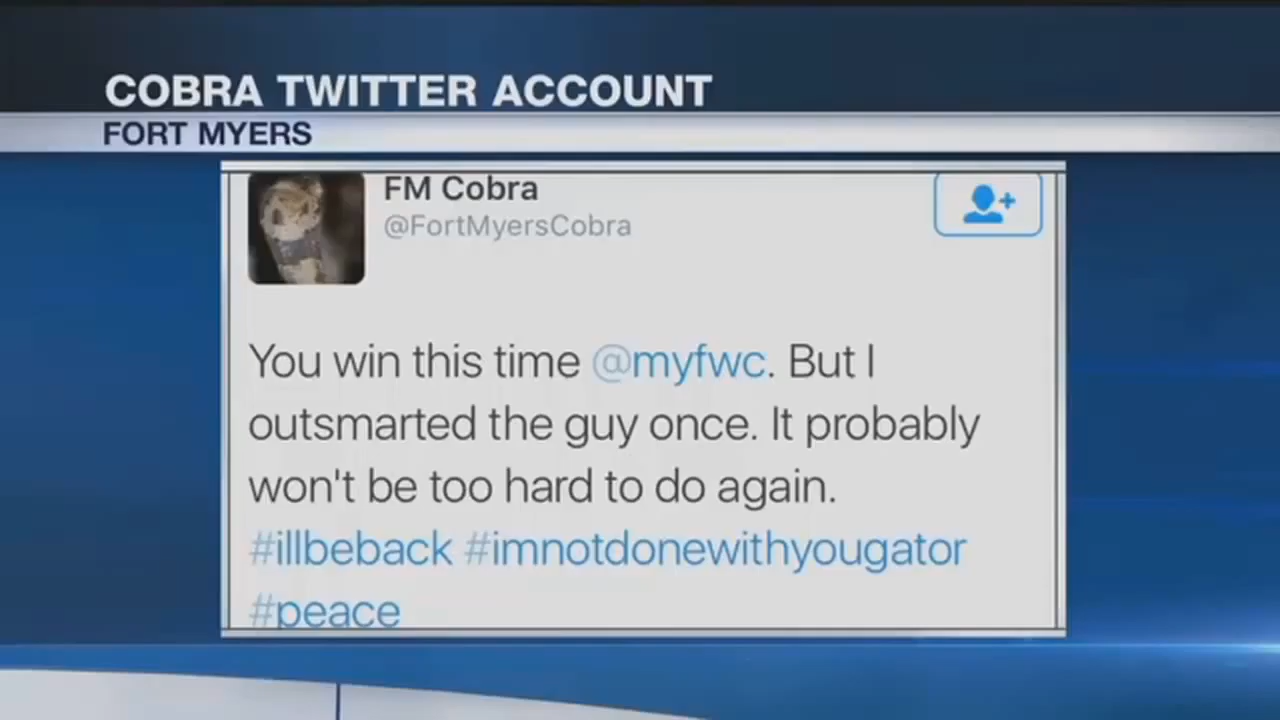 COBRA TWITTER ACCOUNT
FORT MYERS
FM Cobra
@FortMyersCobra
You win this time @myfwc. But I
outsmarted the guy once. It probably
won't be too hard to do again.
#illbeback #imnotdonewithyougator
#peace